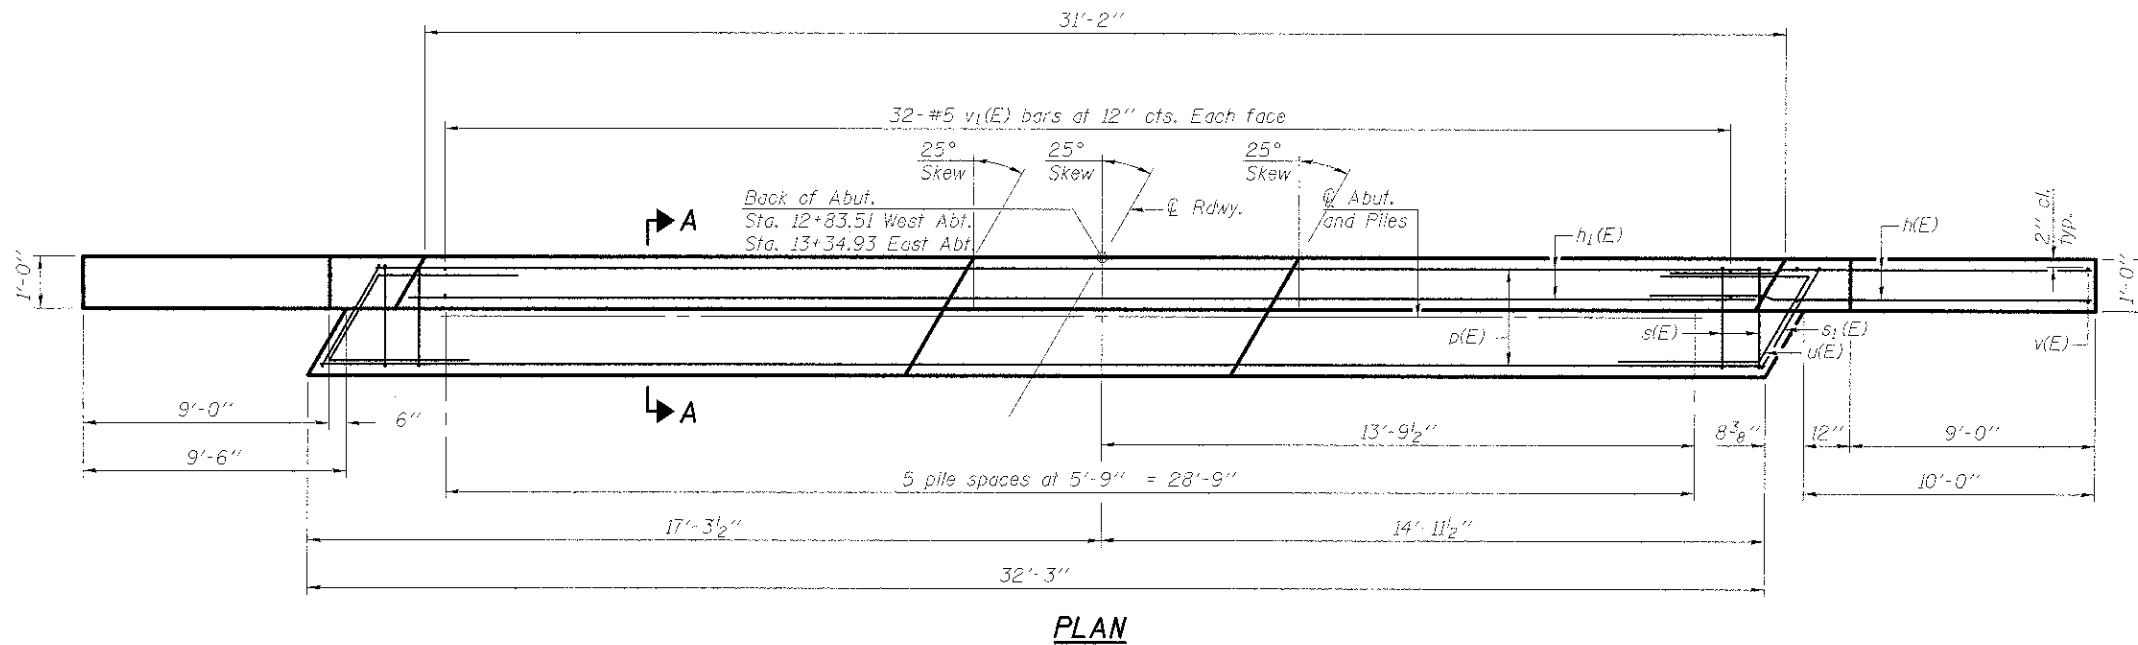 31'-2"
32-#5 v1(E) bars at 12" cts. Each face
25°
Skew
25°
Skew
25°
Skew
Back of Abut.
Sta. 12+83.51 West Abt.
Sta. 13+34.93 East Abt.
A
℄ Rdwy.
℄ Abut.
and Piles
h1(E)
h(E)
2" cl.
typ.
1'-0"
1'-0"
p(E)
s(E)
s1(E)
u(E)
v(E)
A
9'-0"
6"
9'-6"
13'-9½"
8⅜"
12"
9'-0"
5 pile spaces at 5'-9" = 28'-9"
10'-0"
17'-3½"
14'-11½"
32'-3"
PLAN